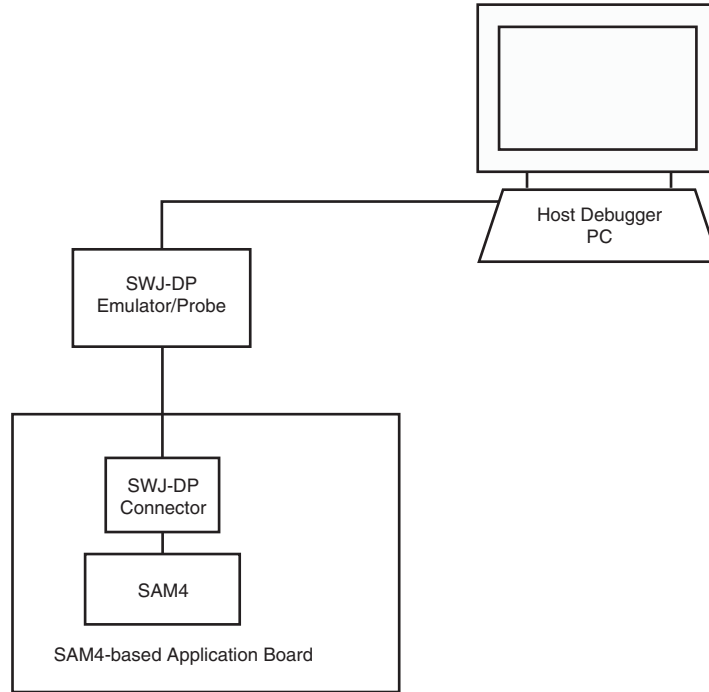 Host Debugger
PC
SWJ-DP
Emulator/Probe
SWJ-DP
Connector
SAM4
SAM4-based Application Board